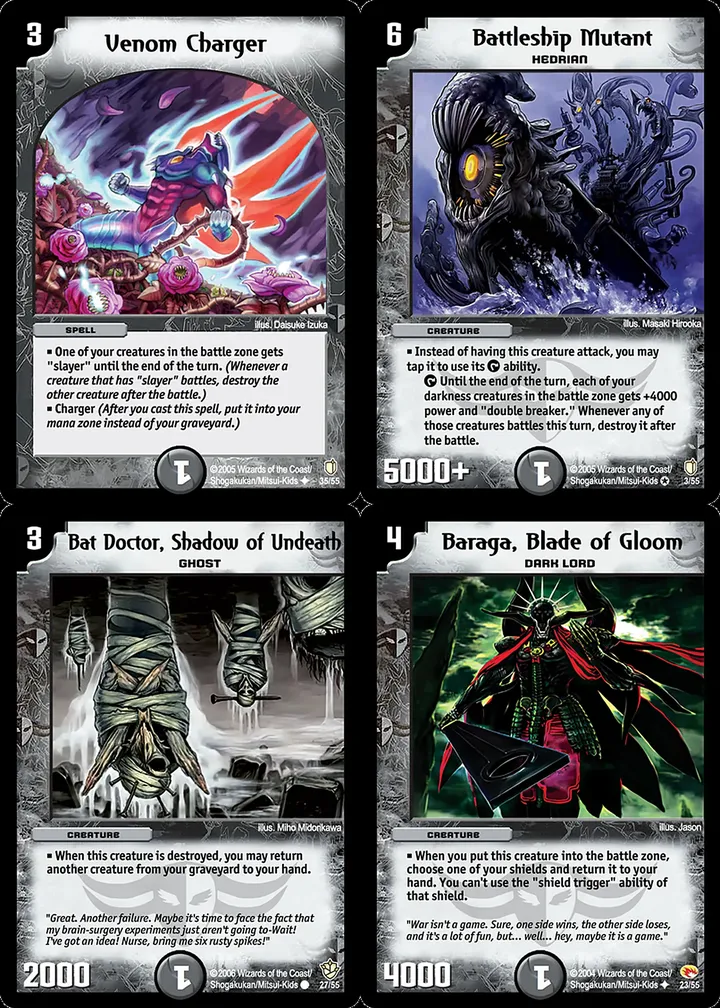 3
Venom Charger
illus. Daisuke Izuka
SPELL
▪ One of your creatures in the battle zone gets
"slayer" until the end of the turn. (Whenever a
creature that has "slayer" battles, destroy the
other creature after the battle.)
▪ Charger (After you cast this spell, put it into your
mana zone instead of your graveyard.)
1
©2005 Wizards of the Coast/
Shogakukan/Mitsui-Kids
35/55
6
Battleship Mutant
HEDRIAN
illus. Masaki Hirooka
CREATURE
▪ Instead of having this creature attack, you may
tap it to use its ability.
Until the end of the turn, each of your
darkness creatures in the battle zone gets +4000
power and "double breaker." Whenever any of
those creatures battles this turn, destroy it after
the battle.
5000+
1
©2005 Wizards of the Coast/
Shogakukan/Mitsui-Kids
3/55
3
Bat Doctor, Shadow of Undeath
GHOST
illus. Miho Midorikawa
CREATURE
▪ When this creature is destroyed, you may return
another creature from your graveyard to your hand.
"Great. Another failure. Maybe it's time to face the fact that
my brain-surgery experiments just aren't going to-Wait!
I've got an idea! Nurse, bring me six rusty spikes!"
2000
1
©2006 Wizards of the Coast/
Shogakukan/Mitsui-Kids
27/55
4
Baraga, Blade of Gloom
DARK LORD
illus. Jason
CREATURE
▪ When you put this creature into the battle zone,
choose one of your shields and return it to your
hand. You can't use the "shield trigger" ability of
that shield.
"War isn't a game. Sure, one side wins, the other side loses,
and it's a lot of fun, but... well... hey, maybe it is a game."
4000
1
©2004 Wizards of the Coast/
Shogakukan/Mitsui-Kids
23/55